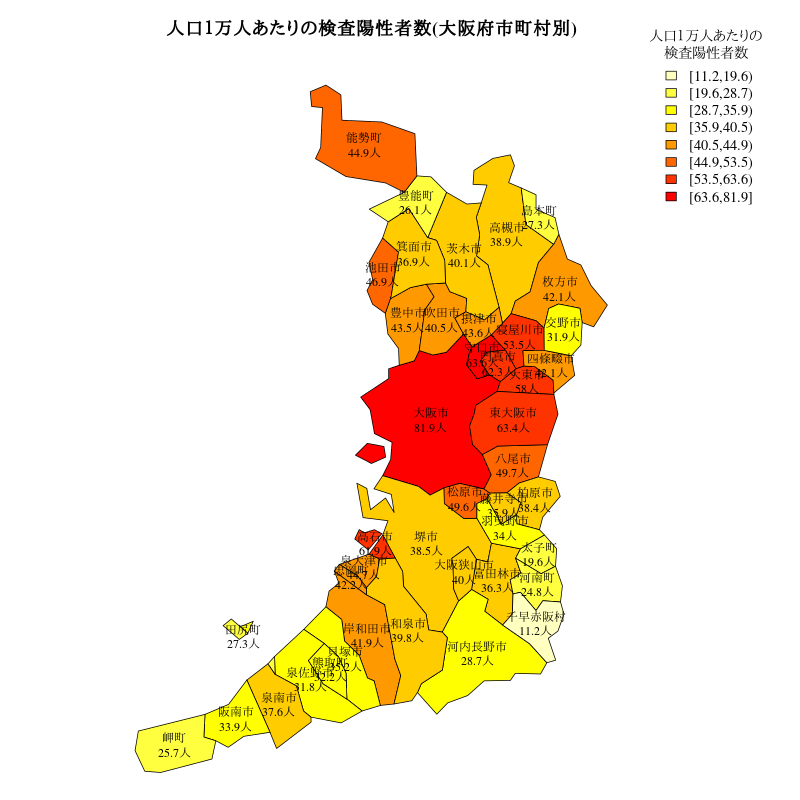 人口1万人あたりの検査陽性者数(大阪府市町村別)
人口1万人あたりの
検査陽性者数
[11.2,19.6)
[19.6,28.7)
[28.7,35.9)
[35.9,40.5)
[40.5,44.9)
[44.9,53.5)
[53.5,63.6)
[63.6,81.9]
能勢町
44.9人
豊能町
26.1人
島本町
27.3人
高槻市
38.9人
箕面市
36.9人
茨木市
40.1人
池田市
46.9人
枚方市
42.1人
豊中市
43.5人
吹田市
40.5人
摂津市
43.6人
寝屋川市
53.5人
交野市
31.9人
守口市
63.6人
門真市
62.3人
四條畷市
42.1人
大東市
58人
大阪市
81.9人
東大阪市
63.4人
八尾市
49.7人
松原市
49.6人
藤井寺市
35.9人
柏原市
38.4人
羽曳野市
34人
堺市
38.5人
高石市
61.9人
太子町
19.6人
泉大津市
44.7人
忠岡町
42.2人
大阪狭山市
40人
富田林市
36.3人
河南町
24.8人
千早赤阪村
11.2人
田尻町
27.3人
岸和田市
41.9人
和泉市
39.8人
河内長野市
28.7人
貝塚市
35.2人
熊取町
32.2人
泉佐野市
31.8人
泉南市
37.6人
阪南市
33.9人
岬町
25.7人